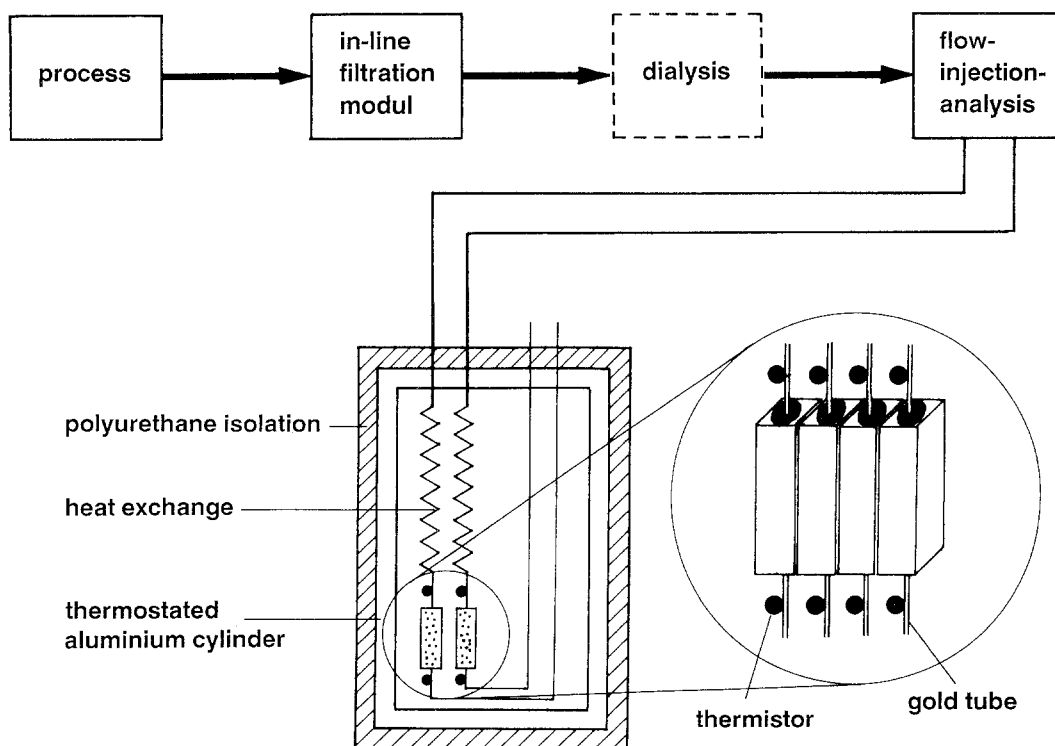 process
in-line
filtration
modul
dialysis
flow-
injection-
analysis
polyurethane isolation
heat exchange
thermostated
aluminium cylinder
thermistor
gold tube